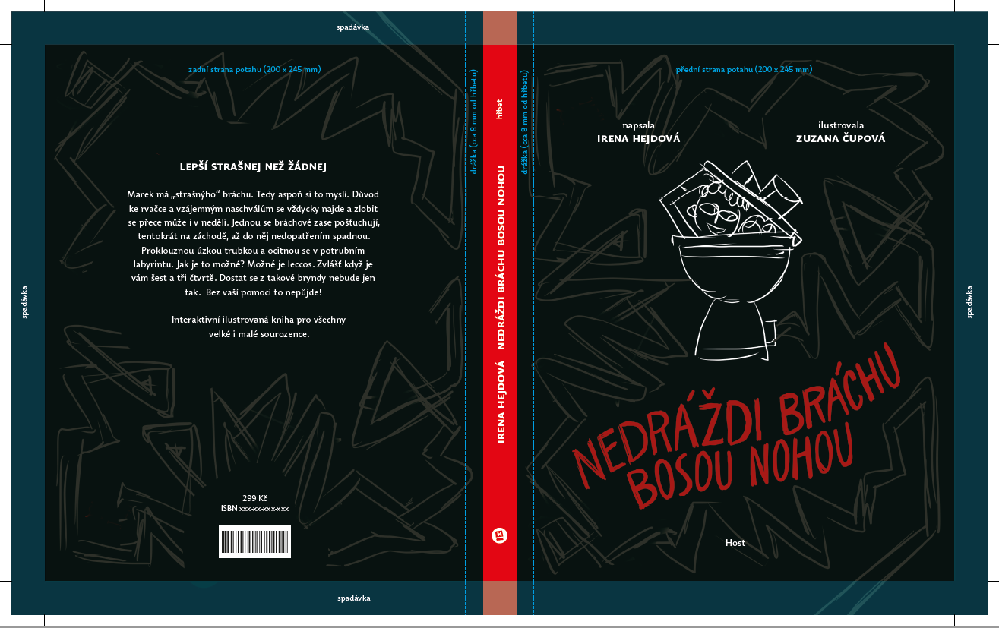 spadávka
zadní strana potahu (200 x 245 mm)
LEPŠÍ STRAŠNEJ NEŽ ŽÁDNEJ
Marek má „strašnýho“ bráchu. Tedy aspoň si to myslí. Důvod
ke rvačce a vzájemným naschválům se vždycky najde a zlobit
se přece může i v neděli. Jednou se bráchové zase pošťuchují,
tentokrát na záchodě, až do něj nedopatřením spadnou.
Proklouznou úzkou trubkou a ocitnou se v potrubním
labyrintu. Jak je to možné? Možné je leccos. Zvlášť když je
vám šest a tři čtvrtě. Dostat se z takové bryndy nebude jen
tak. Bez vaší pomoci to nepůjde!
Interaktivní ilustrovaná kniha pro všechny
velké i malé sourozence.
299 Kč
ISBN xxx-xx-xxx-xxx
spadávka
spadávka
drážka (cca 8 mm od hřbetu)
hřbet
IRENA HEJDOVÁ NEDRÁŽDI BRÁCHU BOSOU NOHOU
H
drážka (cca 8 mm od hřbetu)
přední strana potahu (200 x 245 mm)
napsala
IRENA HEJDOVÁ
ilustrovala
ZUZANA ČUPOVÁ
NEDRÁŽDI BRÁCHU
BOSOU NOHOU
Host
spadávka